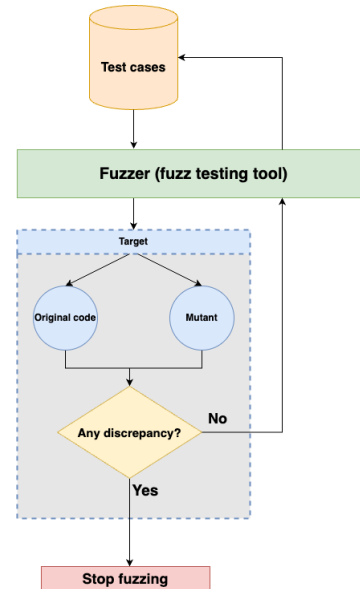 Test cases
Fuzzer (fuzz testing tool)
Target
Original code
Mutant
Any discrepancy?
No
Yes
Stop fuzzing